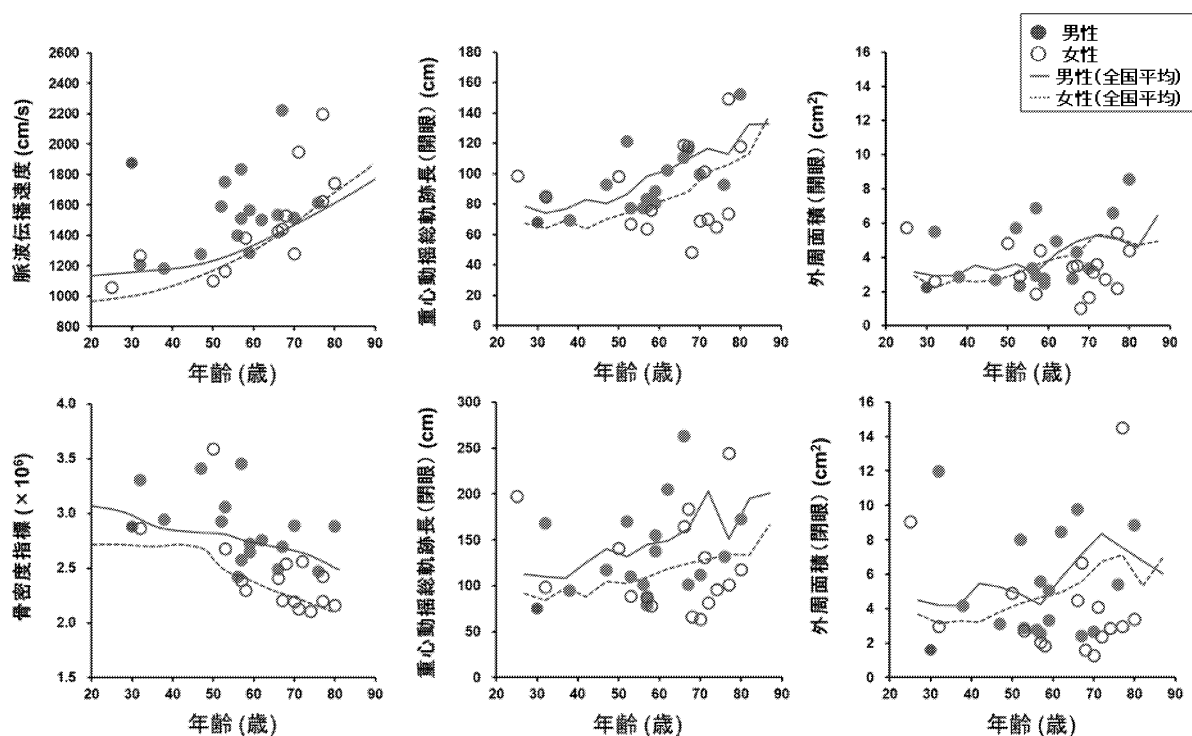 男性
女性
男性(全国平均)
女性(全国平均)
脈波伝播速度 (cm/s)
2600
2400
2200
2000
1800
1600
1400
1200
1000
800
20 30 40 50 60 70 80 90
年齢 (歳)
重心動揺総軌跡長(開眼) (cm)
180
160
140
120
100
80
60
40
20
0
20 30 40 50 60 70 80 90
年齢 (歳)
外周面積(開眼) (cm²)
16
14
12
10
8
6
4
2
0
20 30 40 50 60 70 80 90
年齢 (歳)
骨密度指標 (×10⁶)
4.0
3.5
3.0
2.5
2.0
1.5
20 30 40 50 60 70 80 90
年齢 (歳)
重心動揺総軌跡長(閉眼) (cm)
300
250
200
150
100
50
0
20 30 40 50 60 70 80 90
年齢 (歳)
外周面積(閉眼) (cm²)
16
14
12
10
8
6
4
2
0
20 30 40 50 60 70 80 90
年齢 (歳)